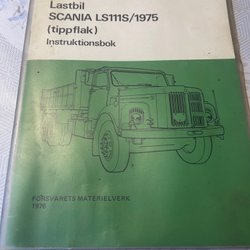 Lastbil
SCANIA LS111S/1975
(tippflak)
Instruktionsbok
FÖRSVARETS MATERIELVERK
1976